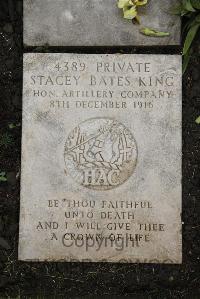 4389 PRIVATE
STACEY BATES KING
HON. ARTILLERY COMPANY
8TH DECEMBER 1916
HAC
BE THOU FAITHFUL
UNTO DEATH
AND I WILL GIVE THEE
A CROWN OF LIFE
Copyright